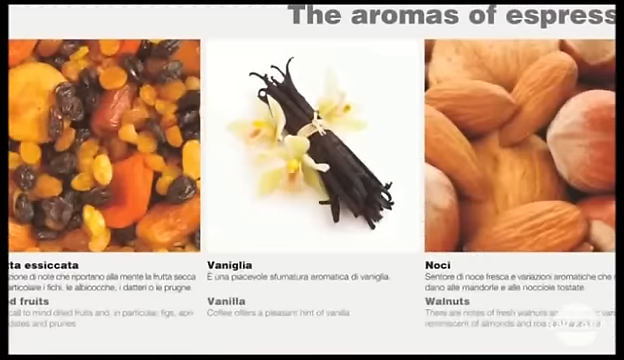 The aromas of espress
ta essiccata
zione di note che riportano alla mente la frutta secca
articolare i fichi, le albicocche, i datteri o le prugne.
d fruits
call to mind dried fruits and, in particular, figs, apri-
dates and prunes
Vaniglia
È una piacevole sfumatura aromatica di vaniglia.
Vanilla
Coffee offers a pleasant hint of vanilla
Noci
Sentore di noce fresca e variazioni aromatiche che
dano alle mandorle e alle nocciole tostate.
Walnuts
There are notes of fresh walnuts
reminiscent of almonds and